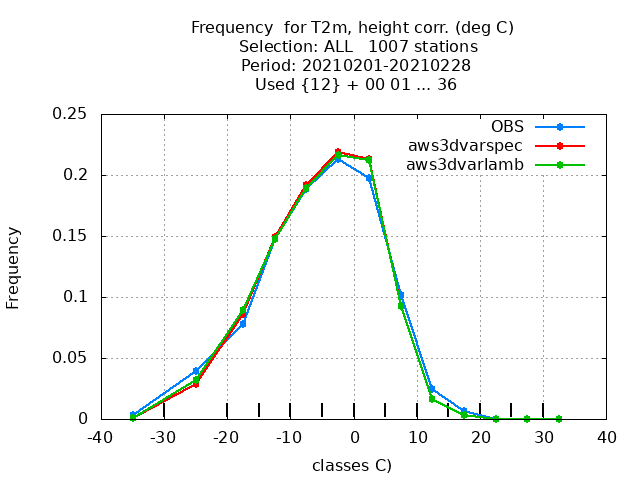 Frequency  for T2m, height corr. (deg C)
Selection: ALL   1007 stations
Period: 20210201-20210228
Used {12} + 00 01 ... 36
0.25
0.2
0.15
0.1
0.05
0
Frequency
OBS
aws3dvarspec
aws3dvarlamb
-40 -30 -20 -10 0 10 20 30 40
classes C)